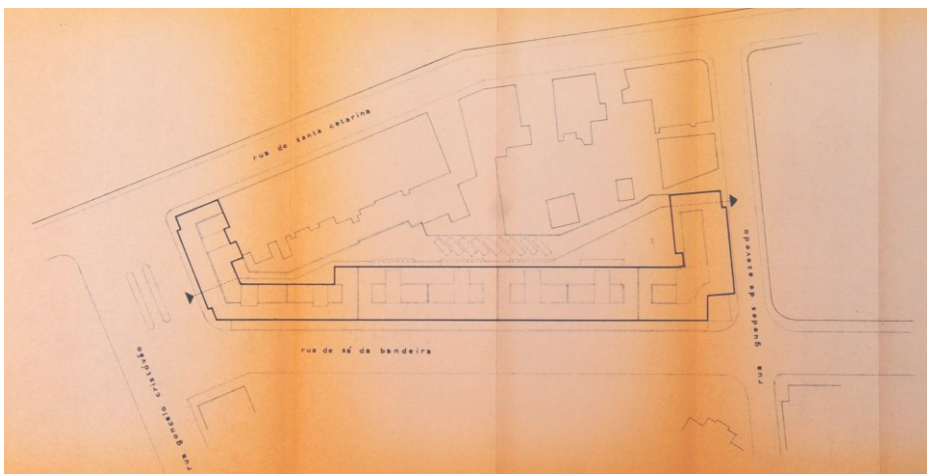 rua de santa catarina
rua guedes de azevedo
rua de sá da bandeira
rua gonçalo cristóvão